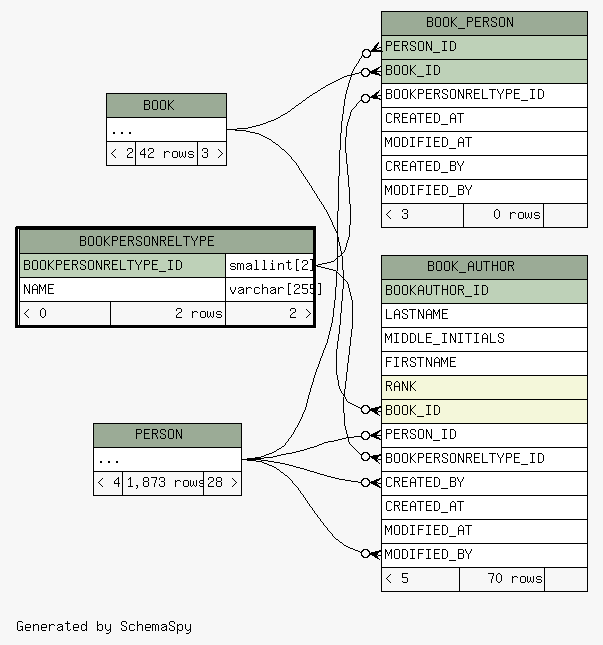 BOOK_PERSON
PERSON_ID
BOOK_ID
BOOKPERSONRELTYPE_ID
CREATED_AT
MODIFIED_AT
CREATED_BY
MODIFIED_BY
< 3 0 rows
BOOK
...
< 2 42 rows 3 >
BOOKPERSONRELTYPE
BOOKPERSONRELTYPE_ID smallint[2]
NAME varchar[255]
< 0 2 rows 2 >
BOOK_AUTHOR
BOOKAUTHOR_ID
LASTNAME
MIDDLE_INITIALS
FIRSTNAME
RANK
BOOK_ID
PERSON_ID
BOOKPERSONRELTYPE_ID
CREATED_BY
CREATED_AT
MODIFIED_AT
MODIFIED_BY
< 5 70 rows
PERSON
...
< 4 1,873 rows 28 >
Generated by SchemaSpy